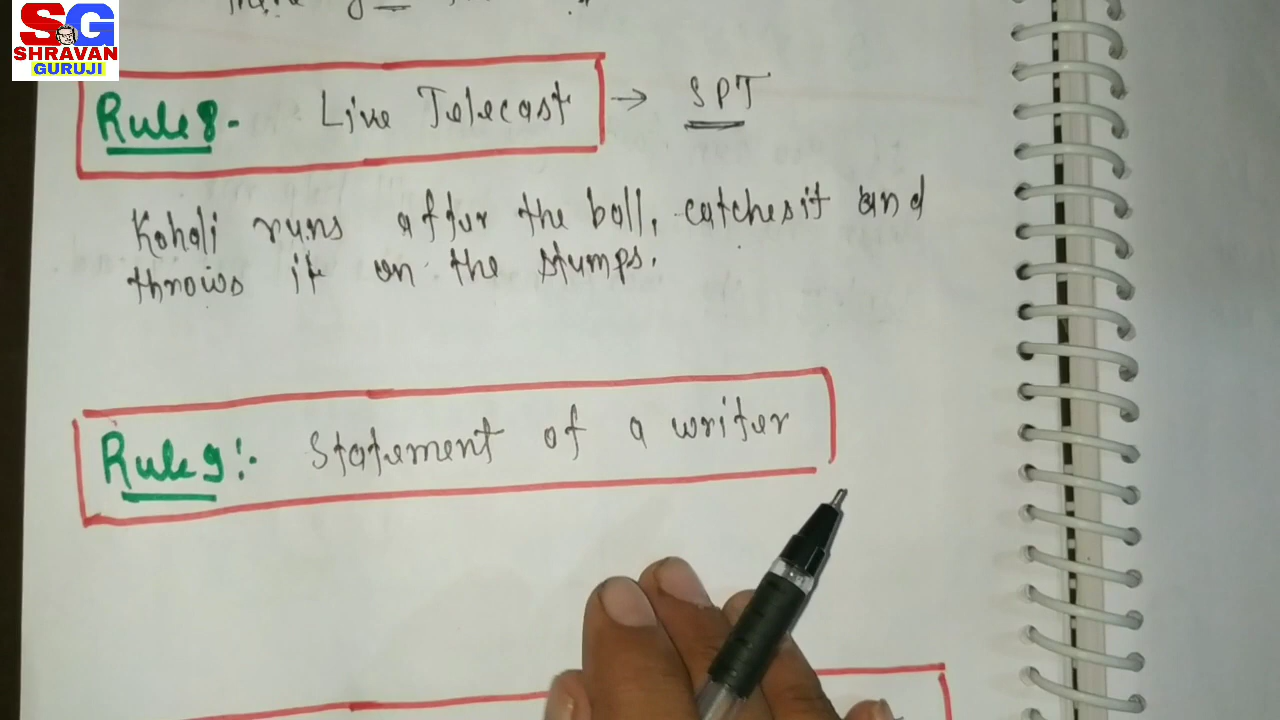 SG
SHRAVAN
GURUJI
Rule 8- Live Telecast → SPT
Kohali runs after the ball, catches it and
throws it on the stumps.
Rule 9:- Statement of a writer